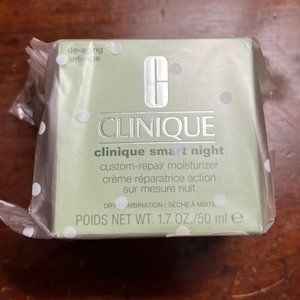 de-aging
anti-âge
C
CLINIQUE
clinique smart night
custom-repair moisturizer
crème réparatrice action
sur mesure nuit
DRY COMBINATION / SÈCHE À MIXTE
POIDS NET WT. 1.7 OZ./50 ml ℮